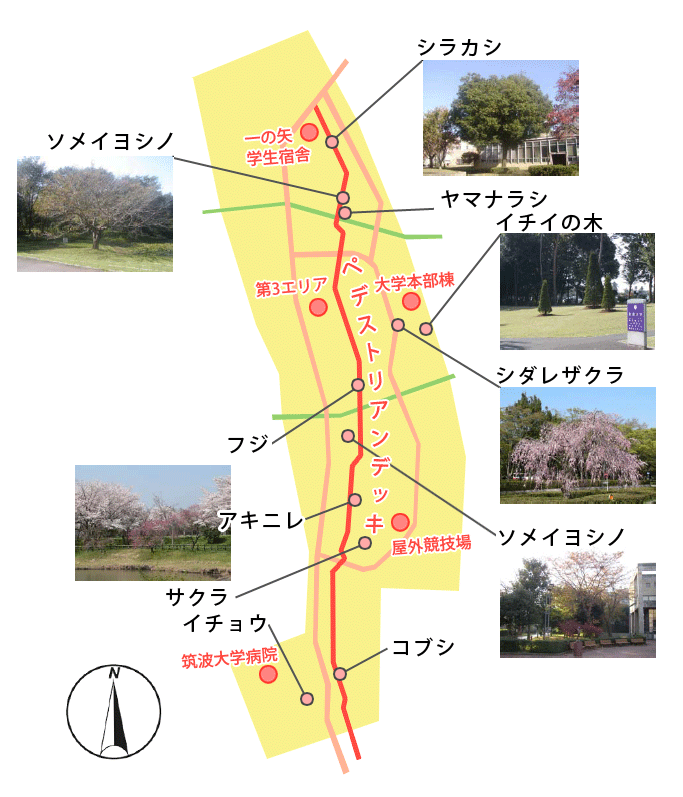 シラカシ
ソメイヨシノ
一の矢
学生宿舎
ヤマナラシ
イチイの木
第3エリア
大学本部棟
ペデストリアンデッキ
シダレザクラ
フジ
アキニレ
ソメイヨシノ
屋外競技場
サクラ
イチョウ
コブシ
筑波大学病院
N